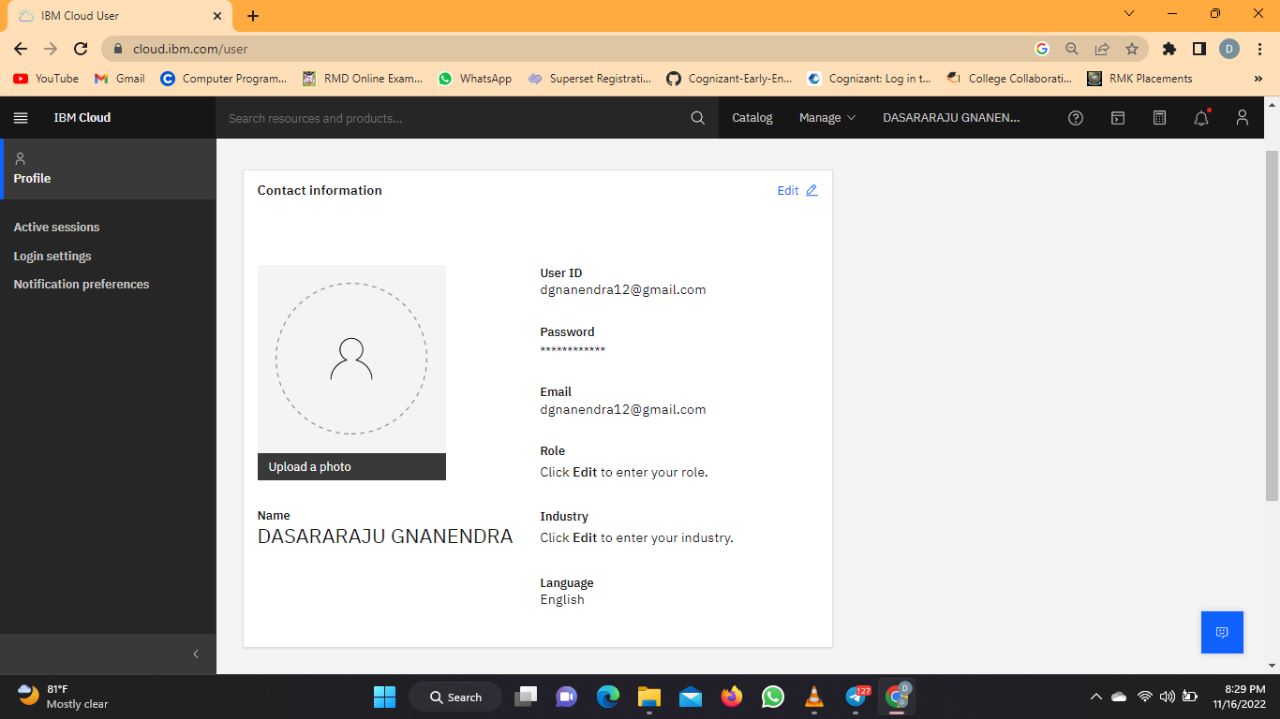 IBM Cloud User
cloud.ibm.com/user
D
YouTube
Gmail
Computer Program...
RMD Online Exam...
WhatsApp
Superset Registrati...
Cognizant-Early-En...
Cognizant: Log in t...
College Collaborati...
RMK Placements
»
IBM Cloud
Search resources and products...
Catalog
Manage
DASARARAJU GNANEN...
Profile
Active sessions
Login settings
Notification preferences
Contact information
Edit
Upload a photo
Name
DASARARAJU GNANENDRA
User ID
dgnanendra12@gmail.com
Password
************
Email
dgnanendra12@gmail.com
Role
Click Edit to enter your role.
Industry
Click Edit to enter your industry.
Language
English
81°F
Mostly clear
Search
127
D
8:29 PM
11/16/2022